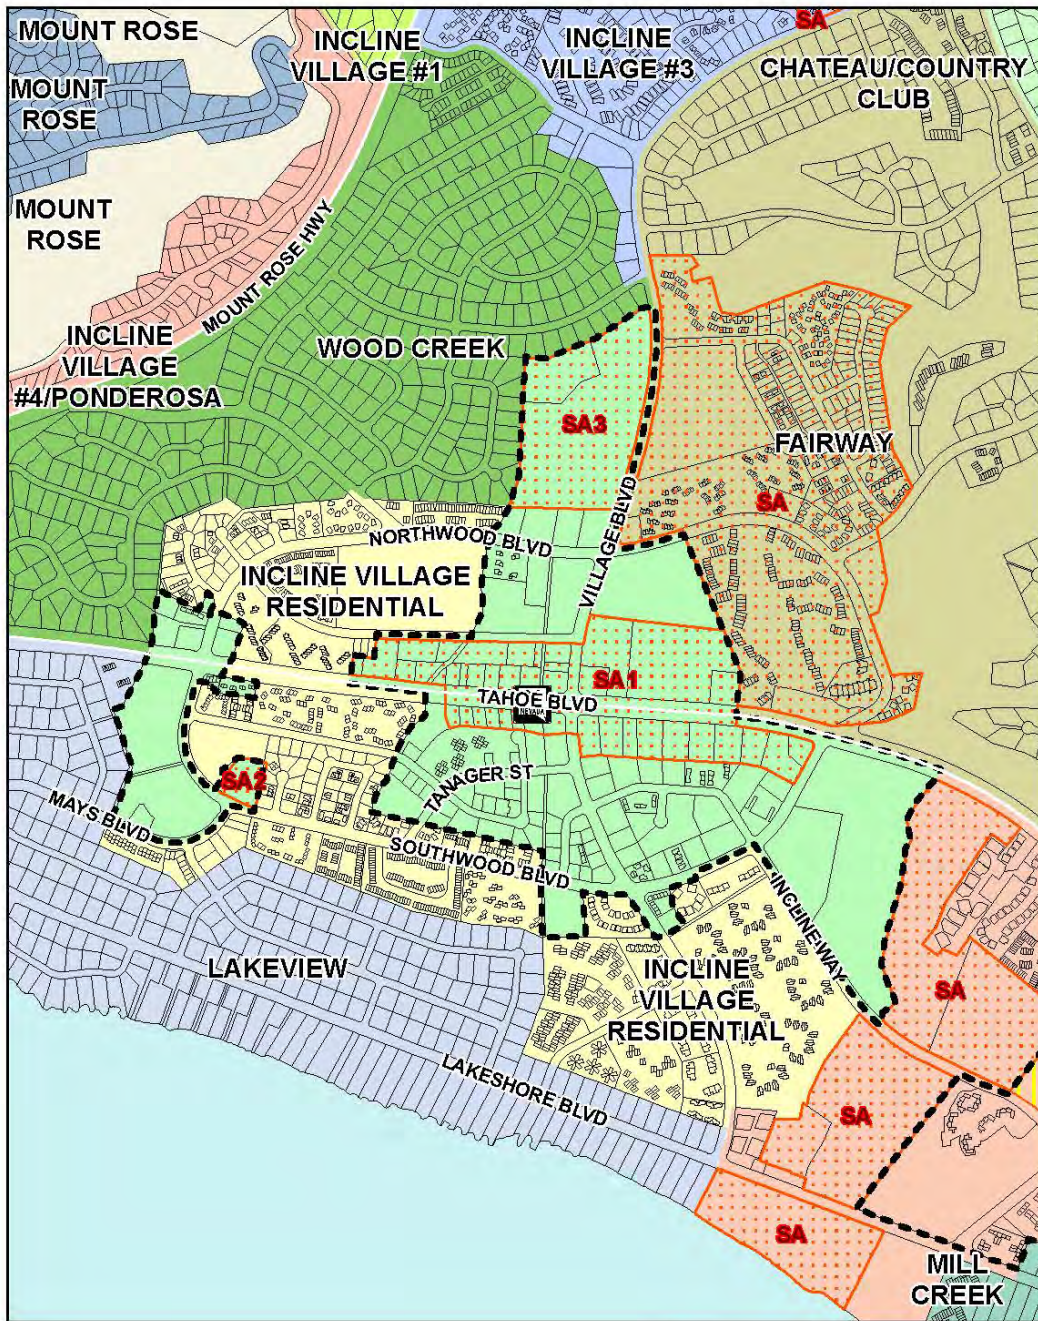 MOUNT ROSE
INCLINE
VILLAGE #1
INCLINE
VILLAGE #3
SA
CHATEAU/COUNTRY
CLUB
MOUNT
ROSE
MOUNT
ROSE
MOUNT ROSE HWY
INCLINE
VILLAGE
#4/PONDEROSA
WOOD CREEK
SA3
FAIRWAY
SA
VILLAGE BLVD
NORTHWOOD BLVD
INCLINE VILLAGE
RESIDENTIAL
SA1
TAHOE BLVD
NEVADA
SA2
TANAGER ST
MAYS BLVD
SOUTHWOOD BLVD
INCLINE WAY
LAKEVIEW
INCLINE
VILLAGE
RESIDENTIAL
SA
LAKESHORE BLVD
SA
SA
MILL
CREEK